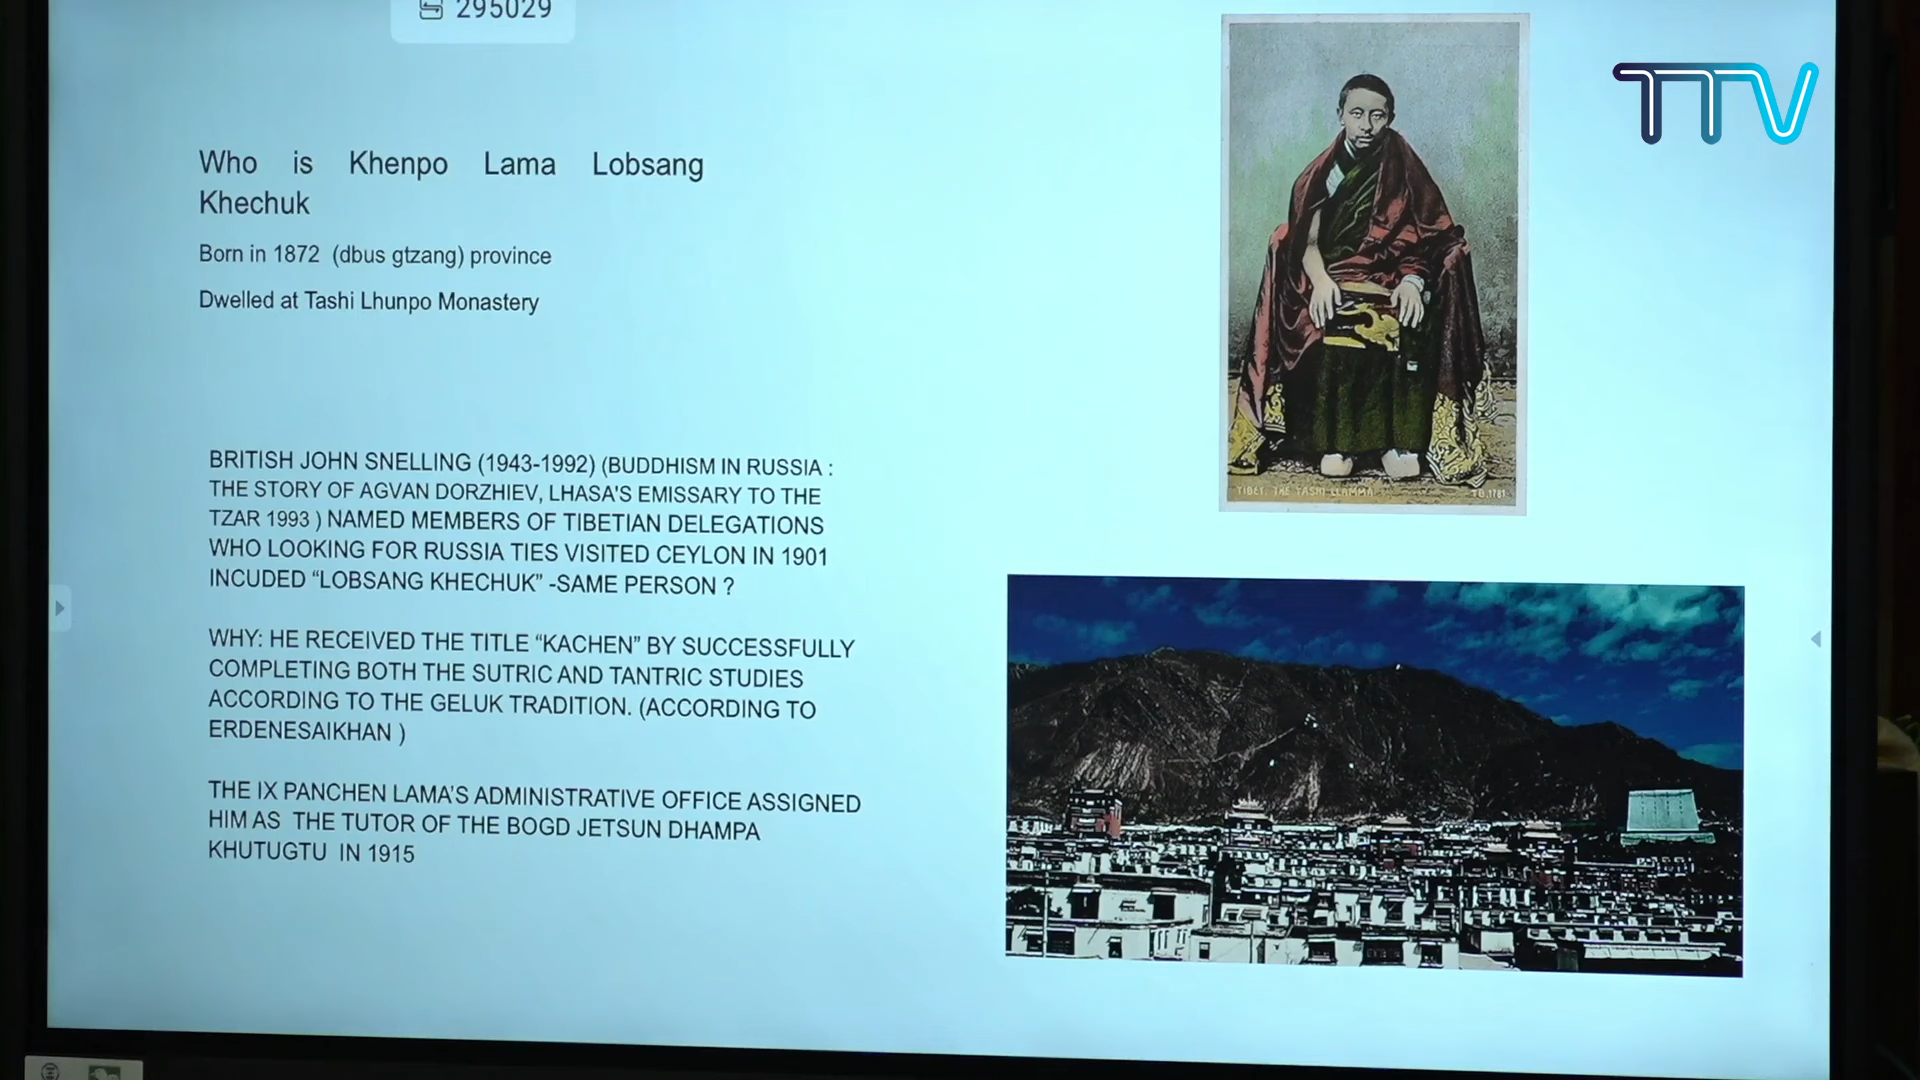 295029
TTV
Who is Khenpo Lama Lobsang
Khechuk
Born in 1872 (dbus gtzang) province
Dwelled at Tashi Lhunpo Monastery
BRITISH JOHN SNELLING (1943-1992) (BUDDHISM IN RUSSIA :
THE STORY OF AGVAN DORZHIEV, LHASA'S EMISSARY TO THE
TZAR 1993 ) NAMED MEMBERS OF TIBETIAN DELEGATIONS
WHO LOOKING FOR RUSSIA TIES VISITED CEYLON IN 1901
INCUDED “LOBSANG KHECHUK” -SAME PERSON ?
WHY: HE RECEIVED THE TITLE “KACHEN” BY SUCCESSFULLY
COMPLETING BOTH THE SUTRIC AND TANTRIC STUDIES
ACCORDING TO THE GELUK TRADITION. (ACCORDING TO
ERDENESAIKHAN )
THE IX PANCHEN LAMA’S ADMINISTRATIVE OFFICE ASSIGNED
HIM AS THE TUTOR OF THE BOGD JETSUN DHAMPA
KHUTUGTU IN 1915
TIBET. THE TASHI LLAMMA
TB.1781